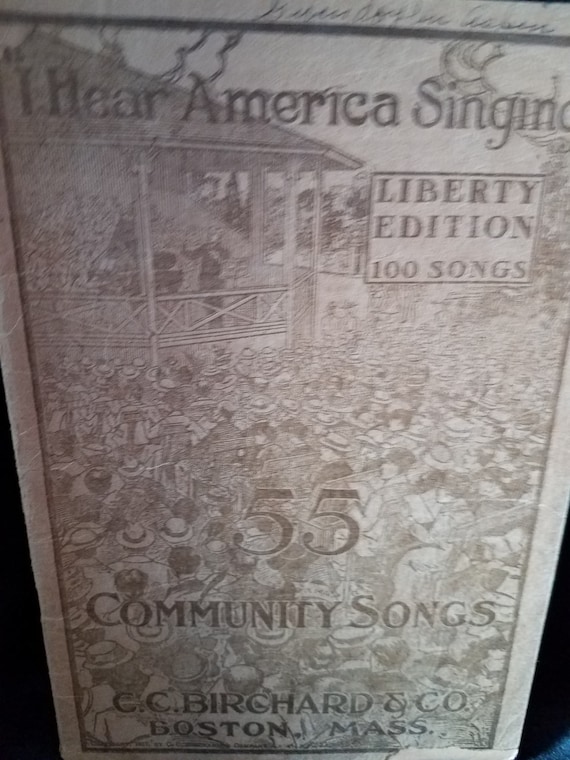 "I Hear America Singing
LIBERTY
EDITION
100 SONGS
55
COMMUNITY SONGS
C.C. BIRCHARD & CO.
BOSTON, MASS.